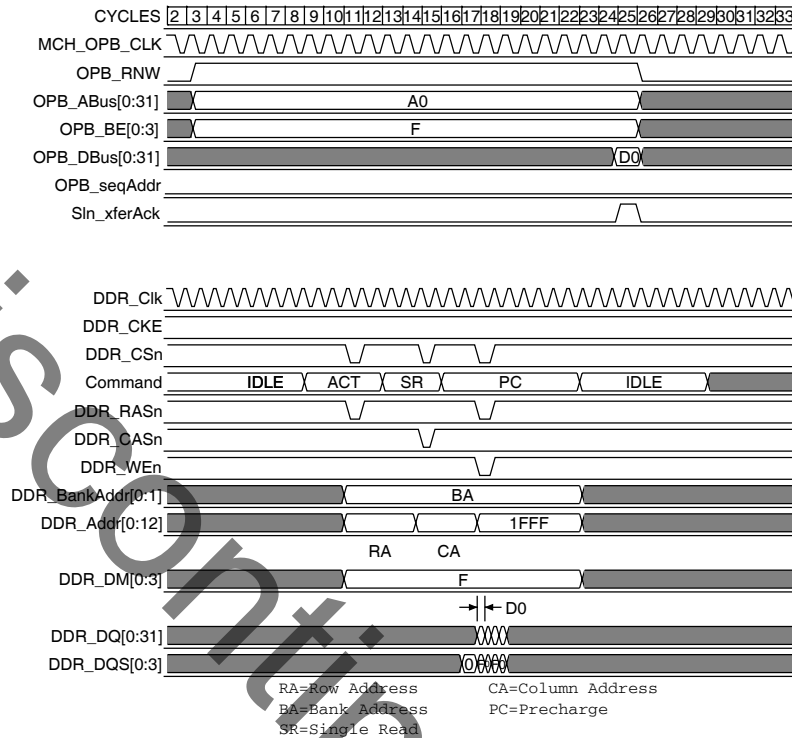 CYCLES 2 3 4 5 6 7 8 9 10 11 12 13 14 15 16 17 18 19 20 21 22 23 24 25 26 27 28 29 30 31 32 33
MCH_OPB_CLK
OPB_RNW
OPB_ABus[0:31] A0
OPB_BE[0:3] F
OPB_DBus[0:31] D0
OPB_seqAddr
Sln_xferAck
DDR_Clk
DDR_CKE
DDR_CSn
Command IDLE ACT SR PC IDLE
DDR_RASn
DDR_CASn
DDR_WEn
DDR_BankAddr[0:1] BA
DDR_Addr[0:12] 1FFF
RA CA
DDR_DM[0:3] F
D0
DDR_DQ[0:31]
DDR_DQS[0:3] 0 F0F0
RA=Row Address CA=Column Address
BA=Bank Address PC=Precharge
SR=Single Read